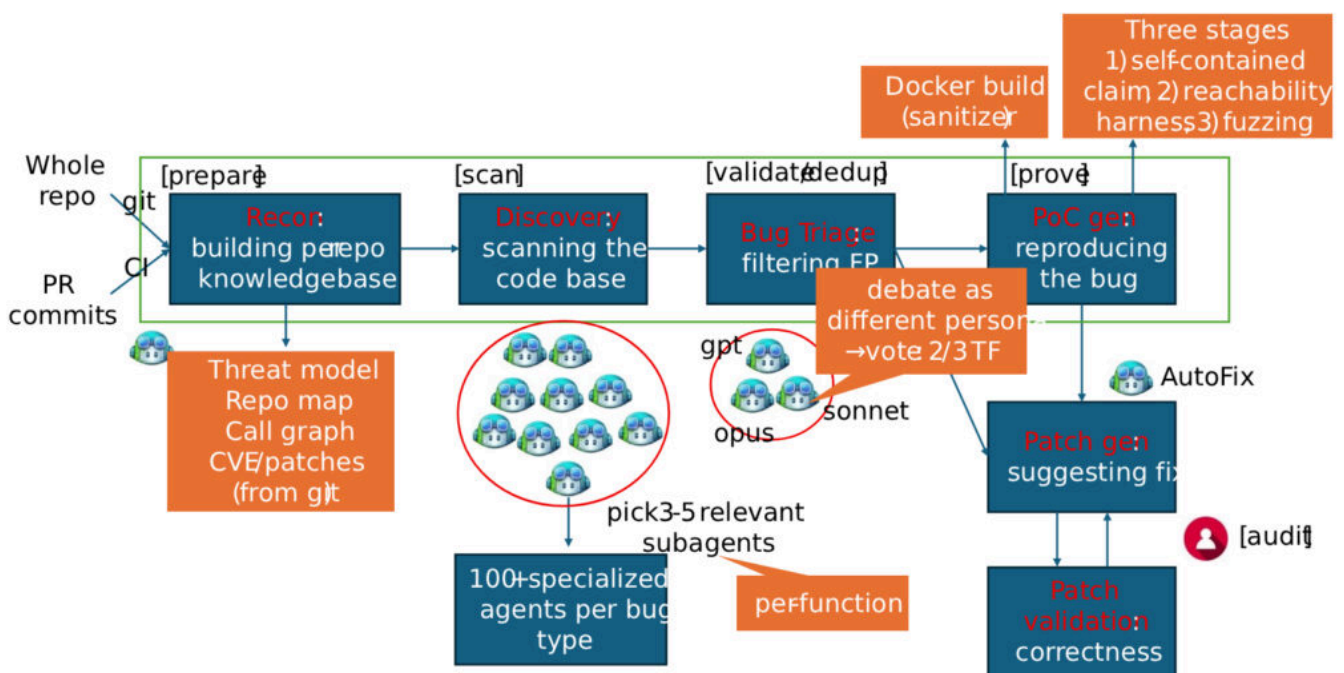 Three stages
1) self-contained
claim, 2) reachability
harness, 3) fuzzing
Docker build
(sanitizer)
Whole
repo
git
CI
PR
commits
[prepare]
Recon:
building per-repo
knowledgebase
[scan]
Discovery:
scanning the
code base
[validate/dedup]
Bug Triage:
filtering FP
[prove]
PoC gen:
reproducing
the bug
debate as
different persona
→vote: 2/3 TF
gpt
opus
sonnet
Threat model
Repo map
Call graph
CVE/patches
(from git)
AutoFix
Patch gen:
suggesting fix
pick 3-5 relevant
subagents
per-function
[audit]
100+ specialized
agents per bug
type
Patch
validation:
correctness